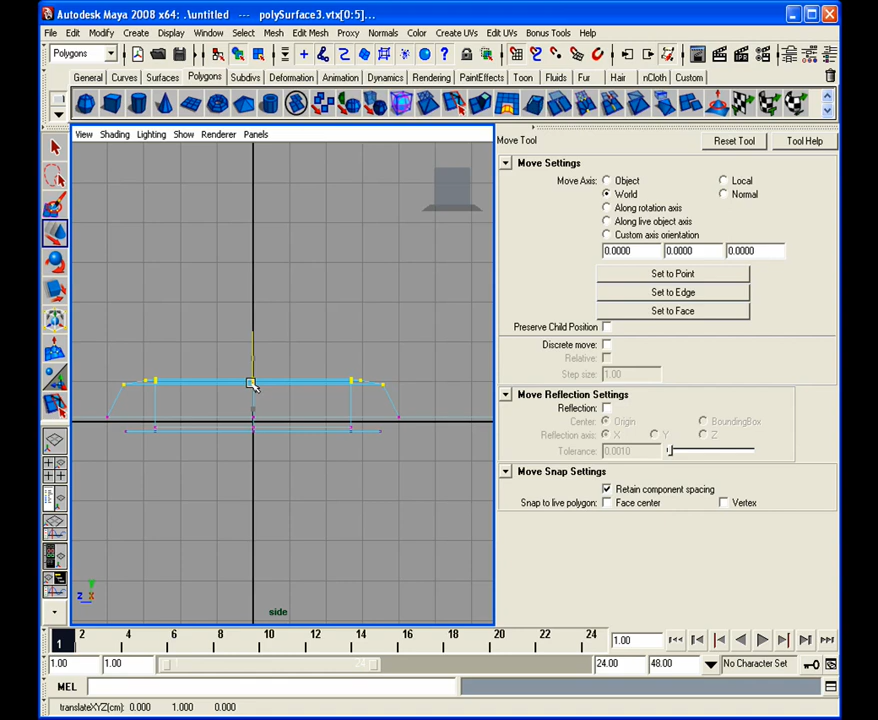 Autodesk Maya 2008 x64: .\untitled --- polySurface3.vtx[0:5]...
File Edit Modify Create Display Window Select Mesh Edit Mesh Proxy Normals Color Create UVs Edit UVs Bonus Tools Help
Polygons
General Curves Surfaces Polygons Subdivs Deformation Animation Dynamics Rendering PaintEffects Toon Fluids Fur Hair nCloth Custom
View Shading Lighting Show Renderer Panels
Move Tool Reset Tool Tool Help
Move Settings
Move Axis: Object Local
World Normal
Along rotation axis
Along live object axis
Custom axis orientation
0.0000 0.0000 0.0000
Set to Point
Set to Edge
Set to Face
Preserve Child Position
Discrete move:
Relative:
Step size: 1.00
Move Reflection Settings
Reflection:
Center: Origin BoundingBox
Reflection axis: X Y Z
Tolerance: 0.0010
Move Snap Settings
Retain component spacing
Snap to live polygon: Face center Vertex
Y
Z
side
1 2 4 6 8 10 12 14 16 18 20 22 24 1.00
1.00 1.00 1 24 24.00 48.00 No Character Set
MEL
translateXYZ(cm): 0.000 1.000 0.000